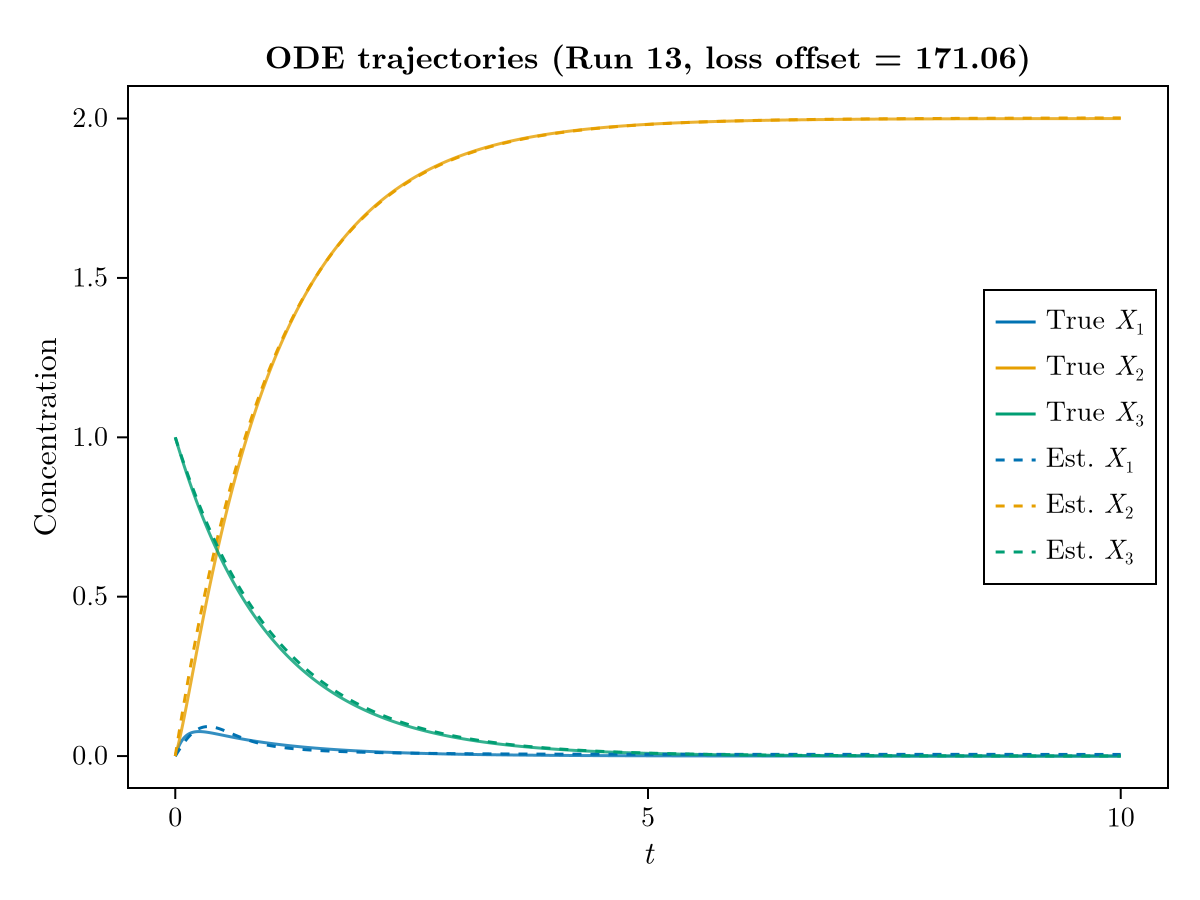 ODE trajectories (Run 13, loss offset = 171.06)
2.0
1.5
1.0
0.5
0.0
Concentration
0
5
10
t
True X₁
True X₂
True X₃
Est. X₁
Est. X₂
Est. X₃